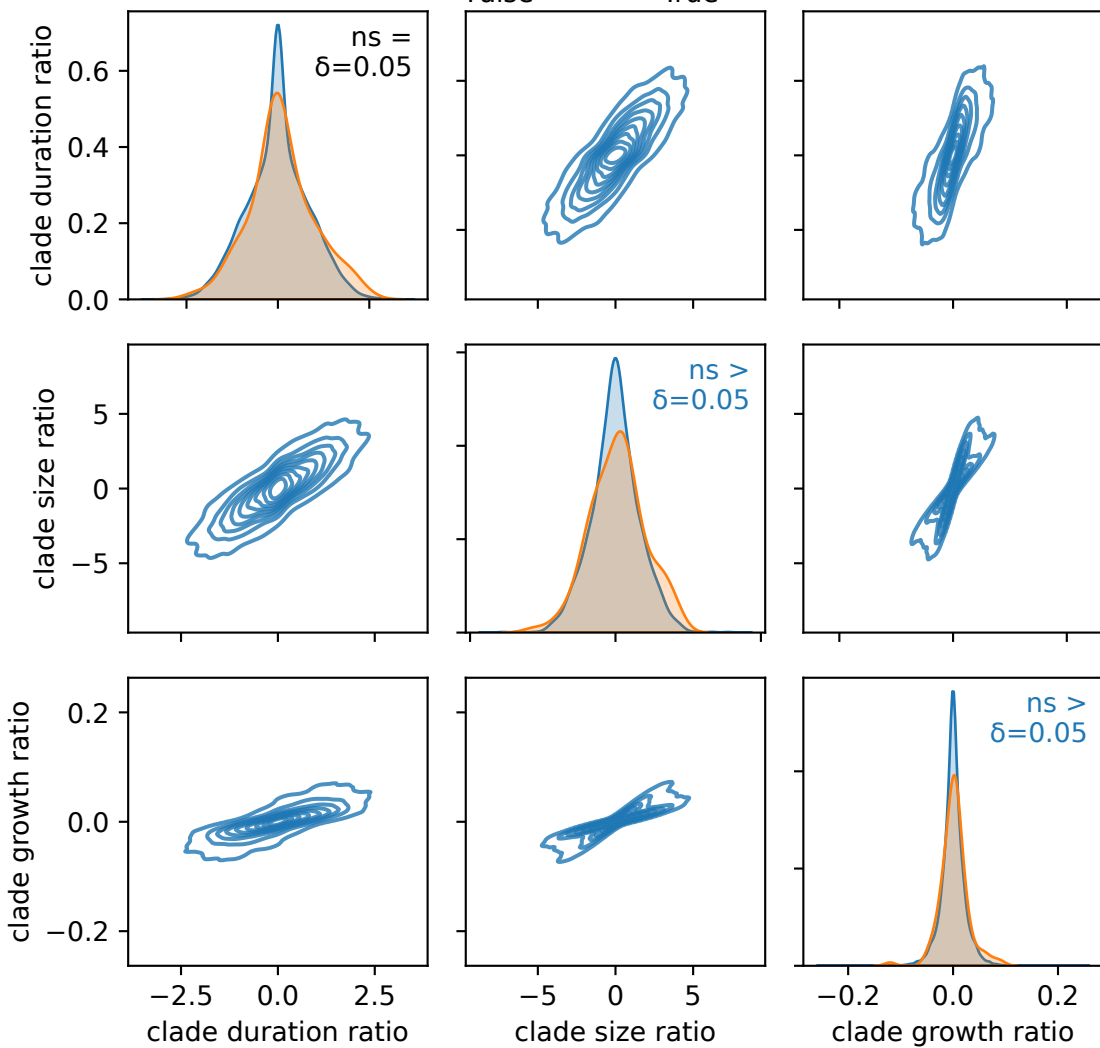 True
clade duration ratio
0.6
0.4
0.2
0.0
ns =
δ=0.05
clade size ratio
5
0
−5
ns >
δ=0.05
clade growth ratio
0.2
0.0
−0.2
ns >
δ=0.05
−2.5 0.0 2.5
−5 0 5
−0.2 0.0 0.2
clade duration ratio
clade size ratio
clade growth ratio